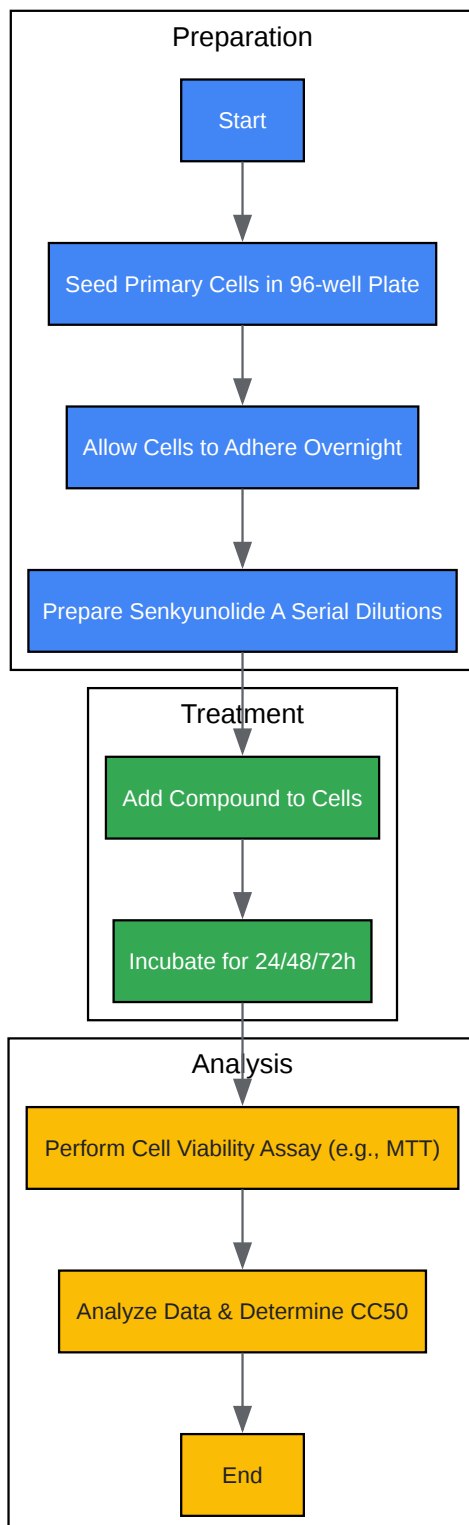 Preparation
Start
Seed Primary Cells in 96-well Plate
Allow Cells to Adhere Overnight
Prepare Senkyunolide A Serial Dilutions
Treatment
Add Compound to Cells
Incubate for 24/48/72h
Analysis
Perform Cell Viability Assay (e.g., MTT)
Analyze Data & Determine CC50
End